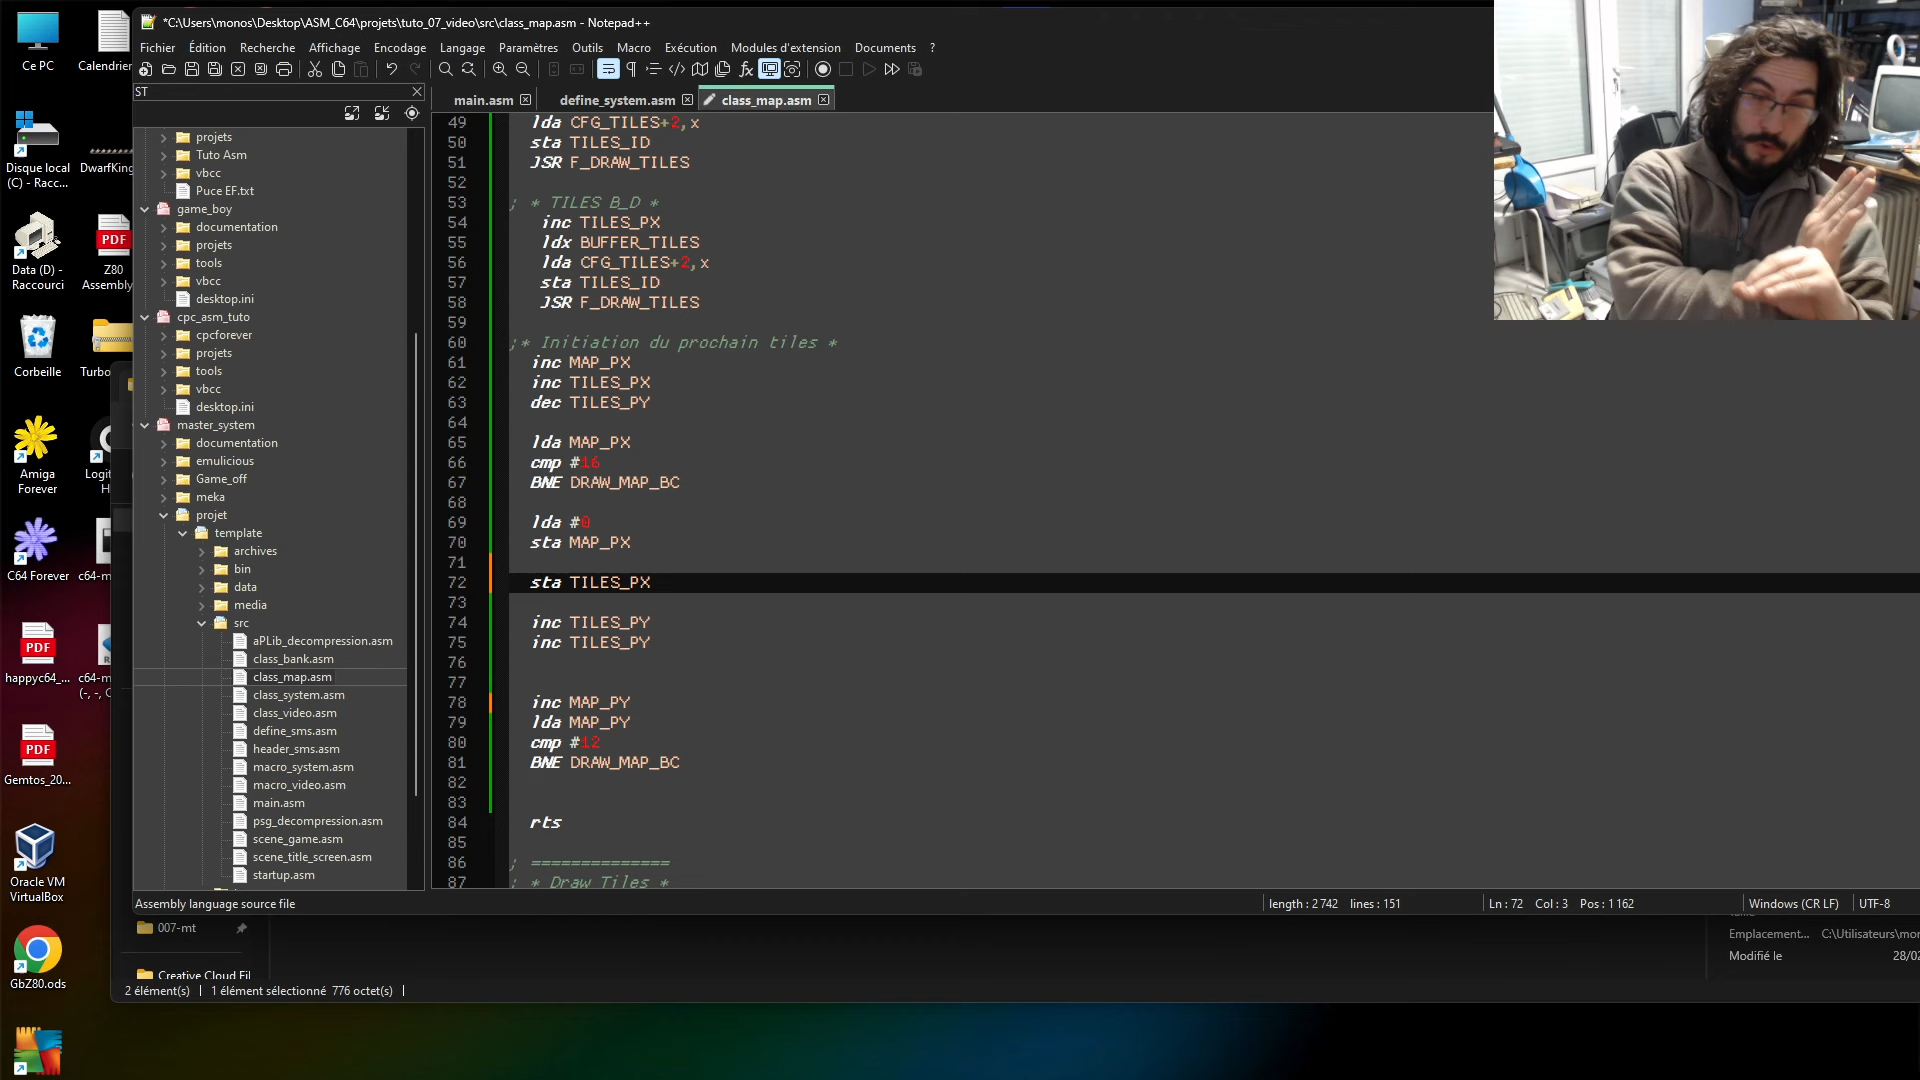 *C:\Users\monos\Desktop\ASM_C64\projets\tuto_07_video\src\class_map.asm - Notepad++
Fichier Édition Recherche Affichage Encodage Langage Paramètres Outils Macro Exécution Modules d'extension Documents ?
ST
main.asm
define_system.asm
class_map.asm
projets
Tuto Asm
vbcc
Puce EF.txt
game_boy
documentation
projets
tools
vbcc
desktop.ini
cpc_asm_tuto
cpcforever
projets
tools
vbcc
desktop.ini
master_system
documentation
emulicious
Game_off
meka
projet
template
archives
bin
data
media
src
aPLib_decompression.asm
class_bank.asm
class_map.asm
class_system.asm
class_video.asm
define_sms.asm
header_sms.asm
macro_system.asm
macro_video.asm
main.asm
psg_decompression.asm
scene_game.asm
scene_title_screen.asm
startup.asm
49 lda CFG_TILES+2,x
50 sta TILES_ID
51 JSR F_DRAW_TILES
52
53 ; * TILES B_D *
54 inc TILES_PX
55 ldx BUFFER_TILES
56 lda CFG_TILES+2,x
57 sta TILES_ID
58 JSR F_DRAW_TILES
59
60 ;* Initiation du prochain tiles *
61 inc MAP_PX
62 inc TILES_PX
63 dec TILES_PY
64
65 lda MAP_PX
66 cmp #16
67 BNE DRAW_MAP_BC
68
69 lda #0
70 sta MAP_PX
71
72 sta TILES_PX
73
74 inc TILES_PY
75 inc TILES_PY
76
77
78 inc MAP_PY
79 lda MAP_PY
80 cmp #12
81 BNE DRAW_MAP_BC
82
83
84 rts
85
86 ; ==============
87 ; * Draw Tiles *
Assembly language source file
length : 2 742 lines : 151
Ln : 72 Col : 3 Pos : 1 162
Windows (CR LF)
UTF-8
007-mt
Creative Cloud Fil
2 élément(s) 1 élément sélectionné 776 octet(s)
Emplacement... C:\Utilisateurs\mon
Modifié le 28/02
Ce PC
Calendrier
Disque local (C) - Racc...
DwarfKing
Data (D) - Raccourci
PDF
Z80 Assembly
Corbeille
Turbo
Amiga Forever
Logit
H
C64 Forever
c64-m
PDF
happyc64_...
c64-m
(-, -, C
PDF
Gemtos_20...
Oracle VM VirtualBox
GbZ80.ods